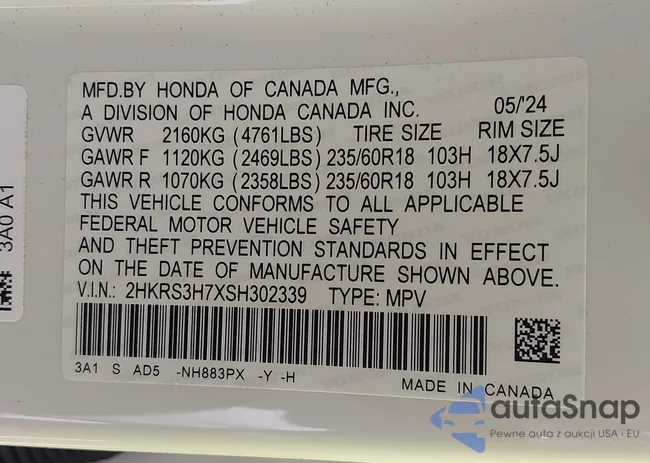 MFD.BY HONDA OF CANADA MFG.,
A DIVISION OF HONDA CANADA INC. 05/'24
GVWR 2160KG (4761LBS) TIRE SIZE RIM SIZE
GAWR F 1120KG (2469LBS) 235/60R18 103H 18X7.5J
GAWR R 1070KG (2358LBS) 235/60R18 103H 18X7.5J
THIS VEHICLE CONFORMS TO ALL APPLICABLE
FEDERAL MOTOR VEHICLE SAFETY
AND THEFT PREVENTION STANDARDS IN EFFECT
ON THE DATE OF MANUFACTURE SHOWN ABOVE.
V.I.N.: 2HKRS3H7XSH302339 TYPE: MPV
3A1 S AD5 -NH883PX -Y -H
MADE IN CANADA
3A0 A1
autaSnap
Pewne auta z aukcji USA i EU